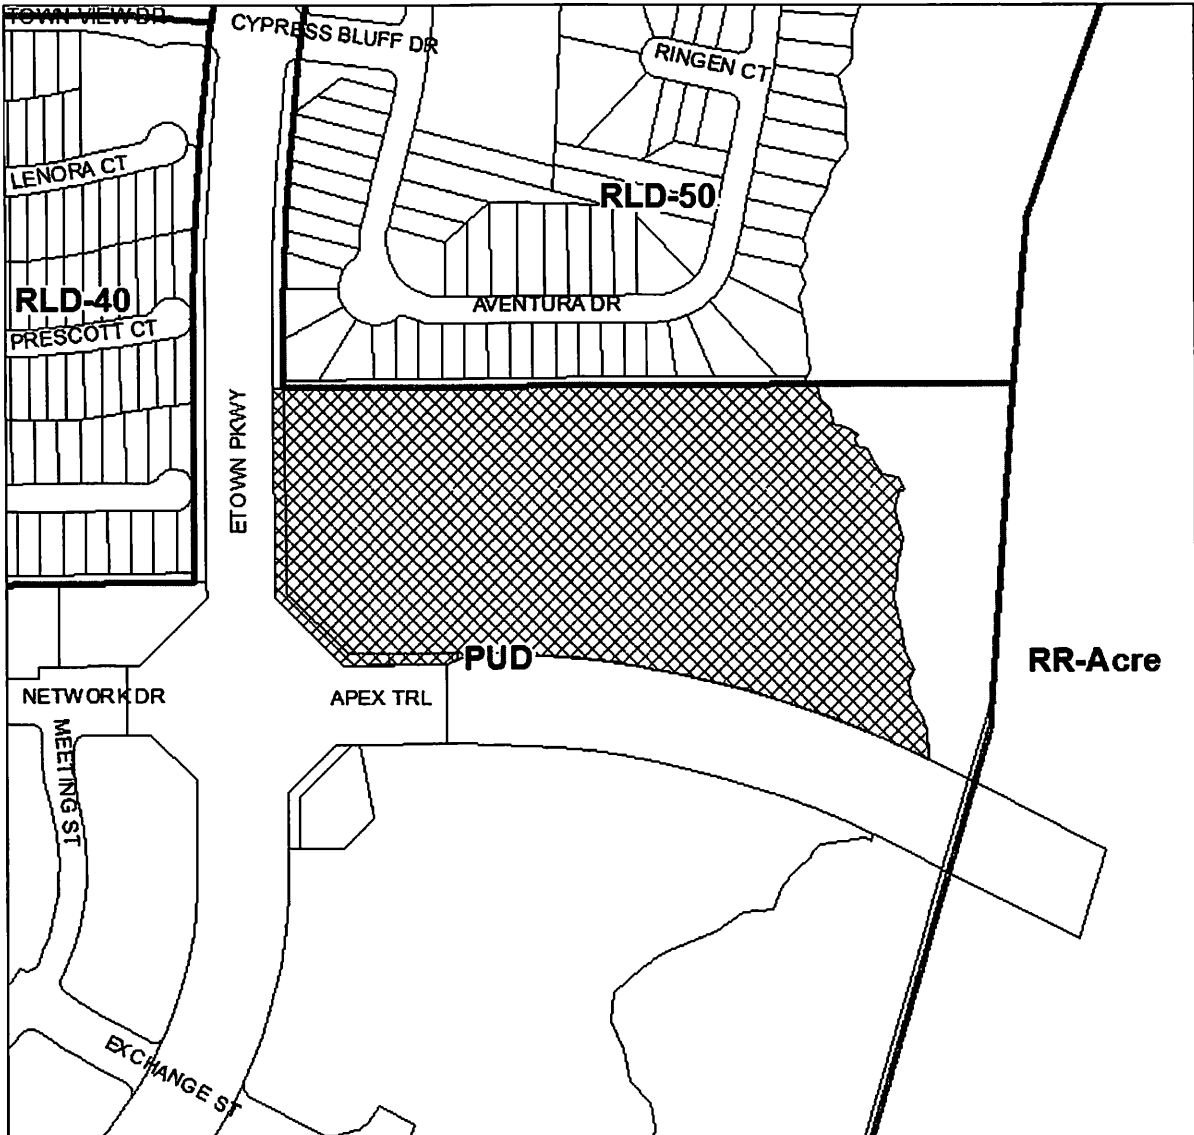 TOWN VIEW DR
CYPRESS BLUFF DR
RINGEN CT
LENORA CT
RLD-50
RLD-40
AVENTURA DR
PRESCOTT CT
ETOWN PKWY
PUD
RR-Acre
NETWORK DR
APEX TRL
MEETING ST
EXCHANGE ST